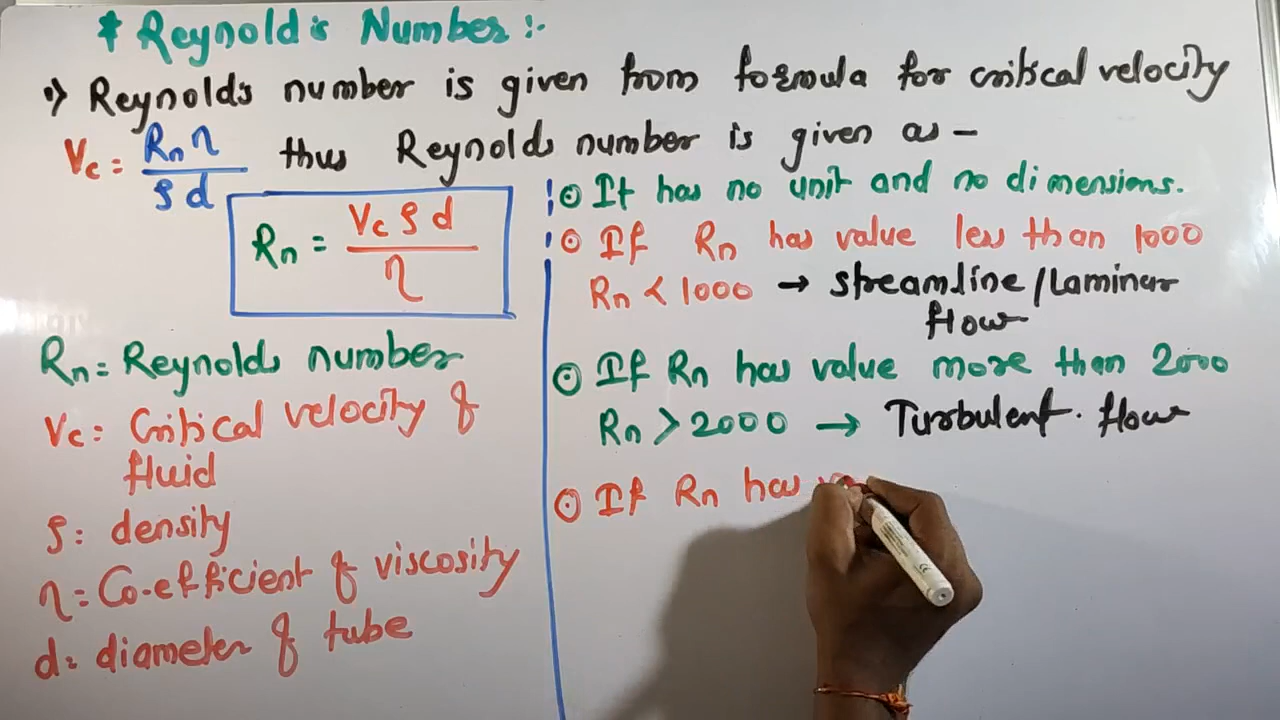 * Reynolds Number:-
•) Reynolds number is given from formula for critical velocity
Vc = Rn η / ρ d thus Reynolds number is given as -
Rn = Vc ρ d / η
Rn = Reynolds number
Vc = Critical velocity of
fluid
ρ = density
η = Co-efficient of viscosity
d = diameter of tube
⊙ It has no unit and no dimensions.
⊙ If Rn has value less than 1000
Rn < 1000 → streamline/Laminar
flow
⊙ If Rn has value more than 2000
Rn > 2000 → Turbulent flow
⊙ If Rn has